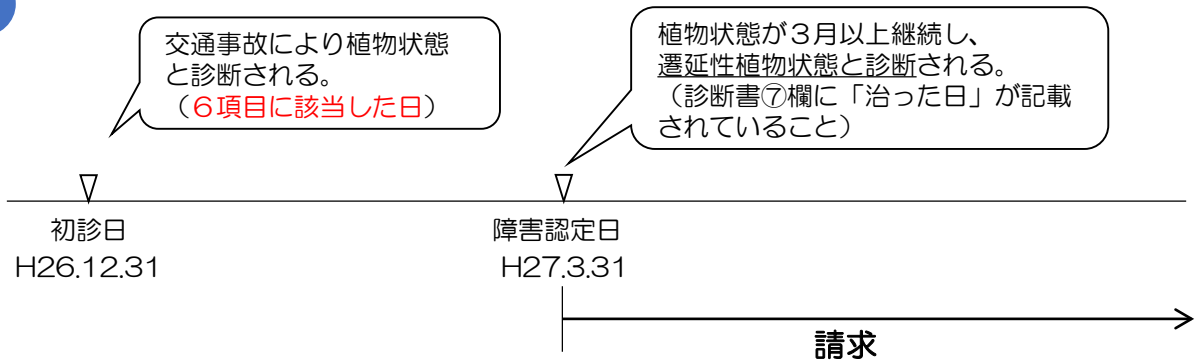 交通事故により植物状態
と診断される。
（６項目に該当した日）
植物状態が３月以上継続し、
遷延性植物状態と診断される。
（診断書⑦欄に「治った日」が記載
されていること）
初診日
H26.12.31
障害認定日
H27.3.31
請求